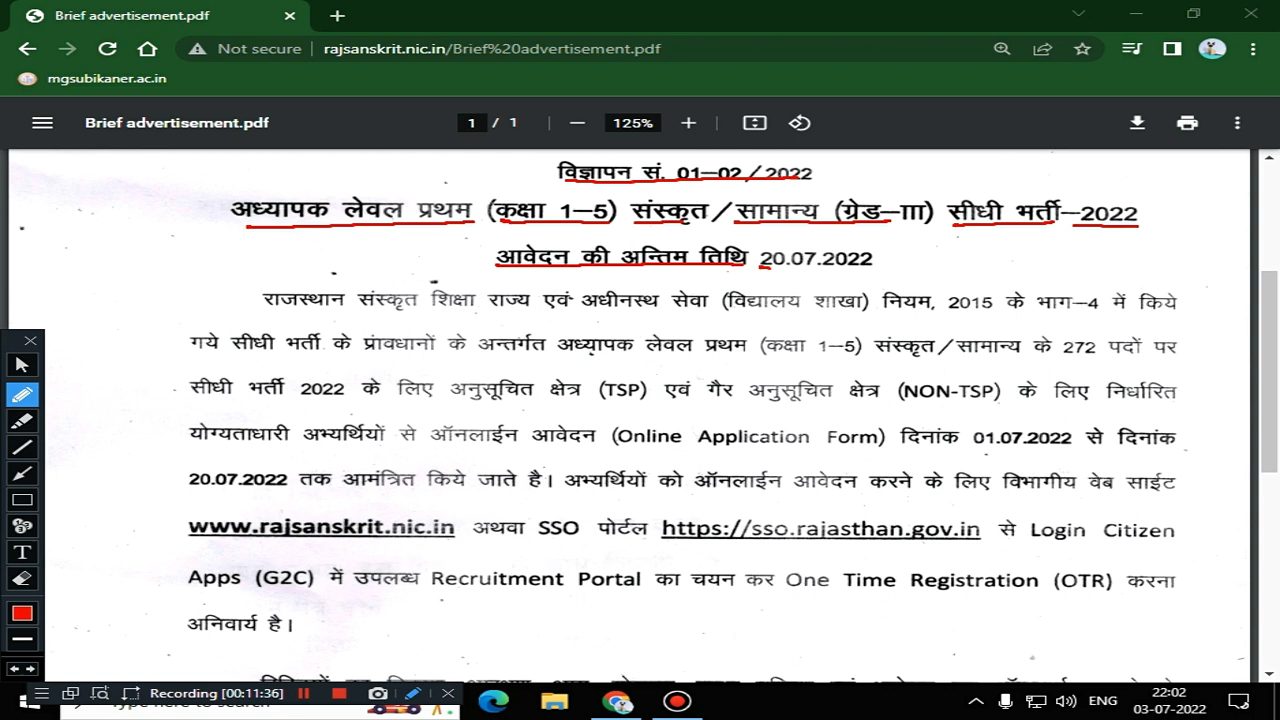 Brief advertisement.pdf
Not secure rajsanskrit.nic.in/Brief%20advertisement.pdf
mgsubikaner.ac.in
Brief advertisement.pdf 1 / 1 125%
विज्ञापन सं. 01–02/2022
अध्यापक लेवल प्रथम (कक्षा 1–5) संस्कृत/सामान्य (ग्रेड–III) सीधी भर्ती–2022
आवेदन की अन्तिम तिथि 20.07.2022
राजस्थान संस्कृत शिक्षा राज्य एवं अधीनस्थ सेवा (विद्यालय शाखा) नियम, 2015 के भाग–4 में किये
गये सीधी भर्ती के प्रावधानों के अन्तर्गत अध्यापक लेवल प्रथम (कक्षा 1–5) संस्कृत/सामान्य के 272 पदों पर
सीधी भर्ती 2022 के लिए अनुसूचित क्षेत्र (TSP) एवं गैर अनुसूचित क्षेत्र (NON-TSP) के लिए निर्धारित
योग्यताधारी अभ्यर्थियों से ऑनलाईन आवेदन (Online Application Form) दिनांक 01.07.2022 से दिनांक
20.07.2022 तक आमंत्रित किये जाते है। अभ्यर्थियों को ऑनलाईन आवेदन करने के लिए विभागीय वेब साईट
www.rajsanskrit.nic.in अथवा SSO पोर्टल https://sso.rajasthan.gov.in से Login Citizen
Apps (G2C) में उपलब्ध Recruitment Portal का चयन कर One Time Registration (OTR) करना
अनिवार्य है।
T
Recording [00:11:36]
ENG
22:02
03-07-2022